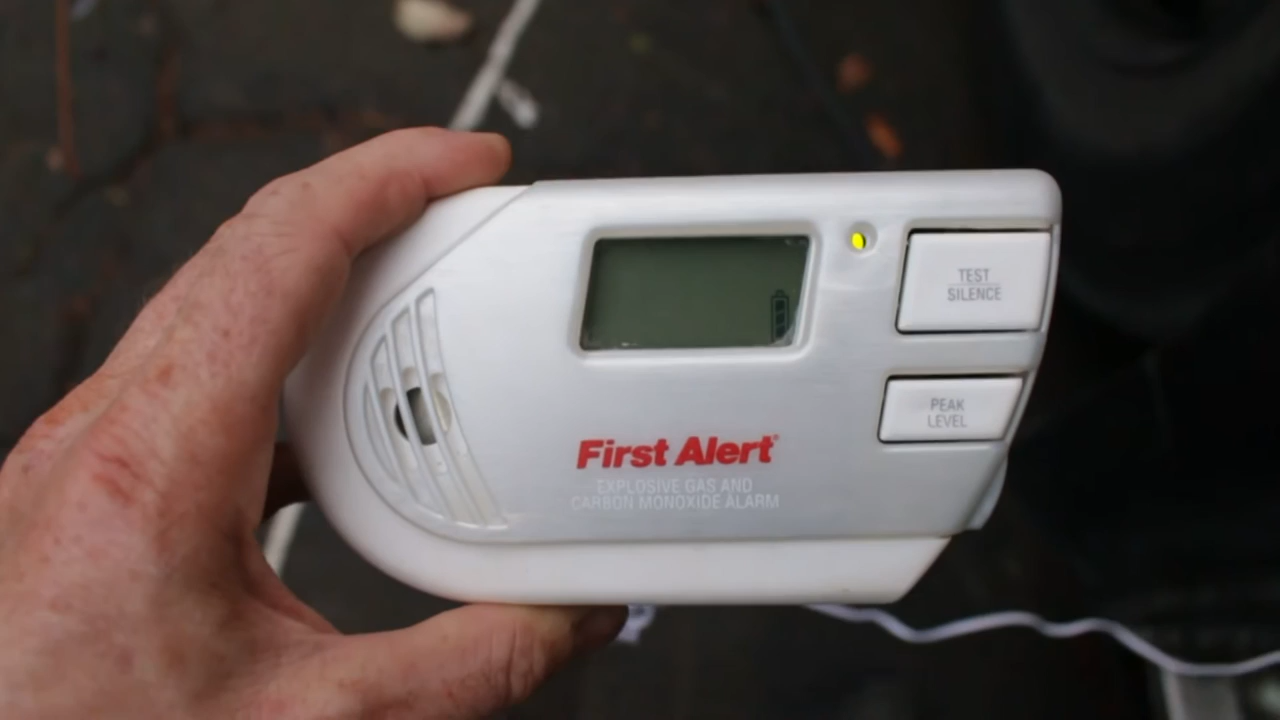 TEST
SILENCE
PEAK
LEVEL
First Alert®
EXPLOSIVE GAS AND
CARBON MONOXIDE ALARM